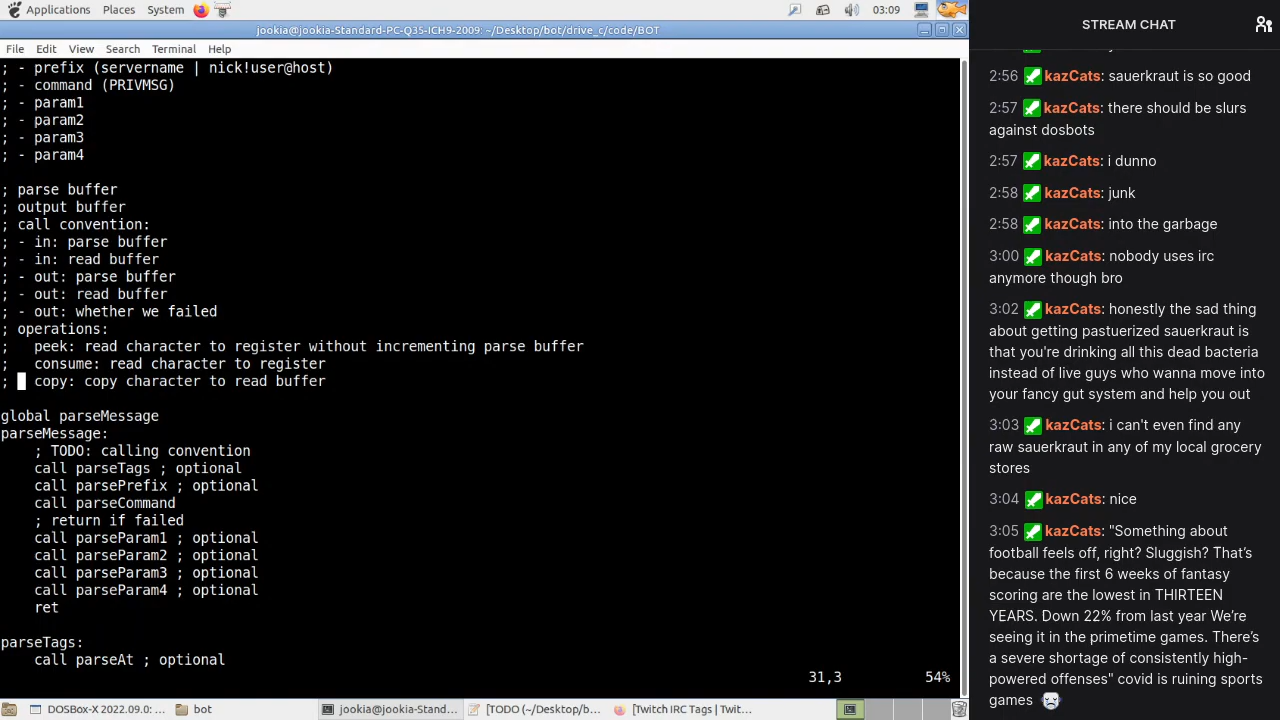 Applications Places System 03:09
jookia@jookia-Standard-PC-Q35-ICH9-2009: ~/Desktop/bot/drive_c/code/BOT
File Edit View Search Terminal Help
; - prefix (servername | nick!user@host)
; - command (PRIVMSG)
; - param1
; - param2
; - param3
; - param4
; parse buffer
; output buffer
; call convention:
; - in: parse buffer
; - in: read buffer
; - out: parse buffer
; - out: read buffer
; - out: whether we failed
; operations:
;   peek: read character to register without incrementing parse buffer
;   consume: read character to register
;   copy: copy character to read buffer
global parseMessage
parseMessage:
    ; TODO: calling convention
    call parseTags ; optional
    call parsePrefix ; optional
    call parseCommand
    ; return if failed
    call parseParam1 ; optional
    call parseParam2 ; optional
    call parseParam3 ; optional
    call parseParam4 ; optional
    ret
parseTags:
    call parseAt ; optional
31,3 54%
DOSBox-X 2022.09.0: ... bot jookia@jookia-Stand... [TODO (~/Desktop/b... [Twitch IRC Tags | Twit...
STREAM CHAT
2:56 kazCats: sauerkraut is so good
2:57 kazCats: there should be slurs
against dosbots
2:57 kazCats: i dunno
2:58 kazCats: junk
2:58 kazCats: into the garbage
3:00 kazCats: nobody uses irc
anymore though bro
3:02 kazCats: honestly the sad thing
about getting pastuerized sauerkraut is
that you're drinking all this dead bacteria
instead of live guys who wanna move into
your fancy gut system and help you out
3:03 kazCats: i can't even find any
raw sauerkraut in any of my local grocery
stores
3:04 kazCats: nice
3:05 kazCats: "Something about
football feels off, right? Sluggish? That's
because the first 6 weeks of fantasy
scoring are the lowest in THIRTEEN
YEARS. Down 22% from last year We're
seeing it in the primetime games. There's
a severe shortage of consistently high-
powered offenses" covid is ruining sports
games